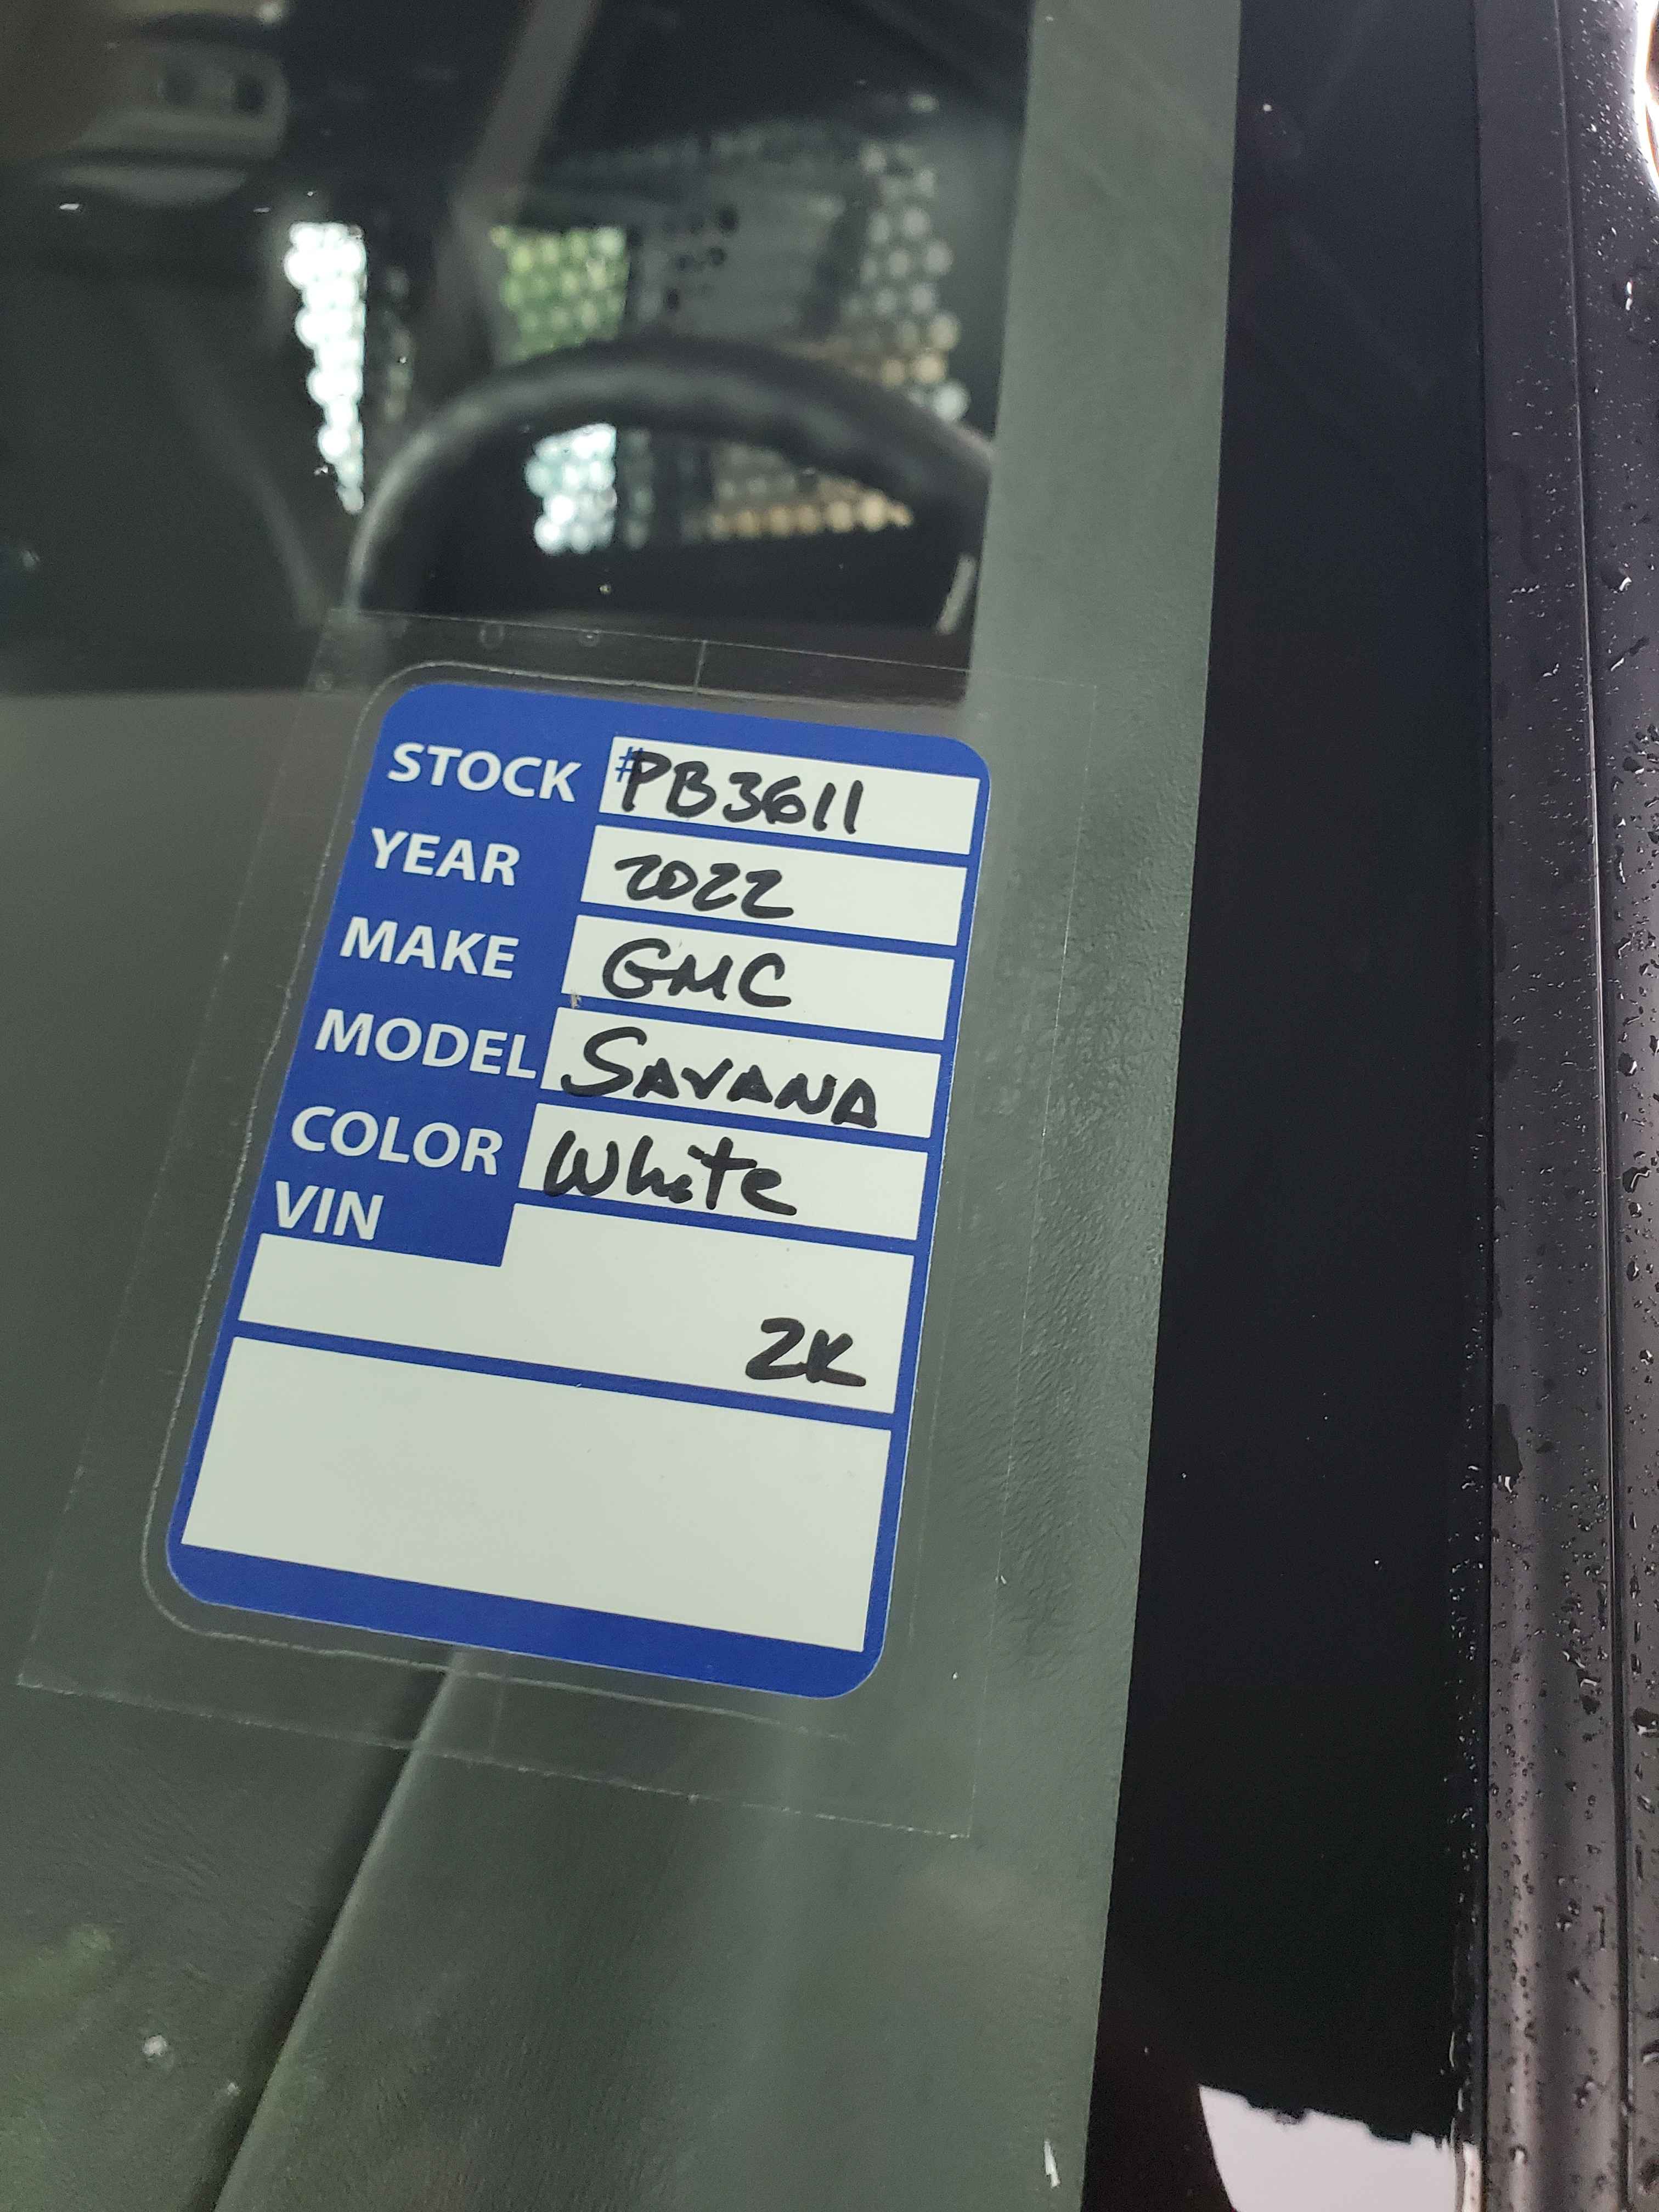 STOCK #PB3611
YEAR 2022
MAKE GMC
MODEL SAVANA
COLOR White
VIN
2K